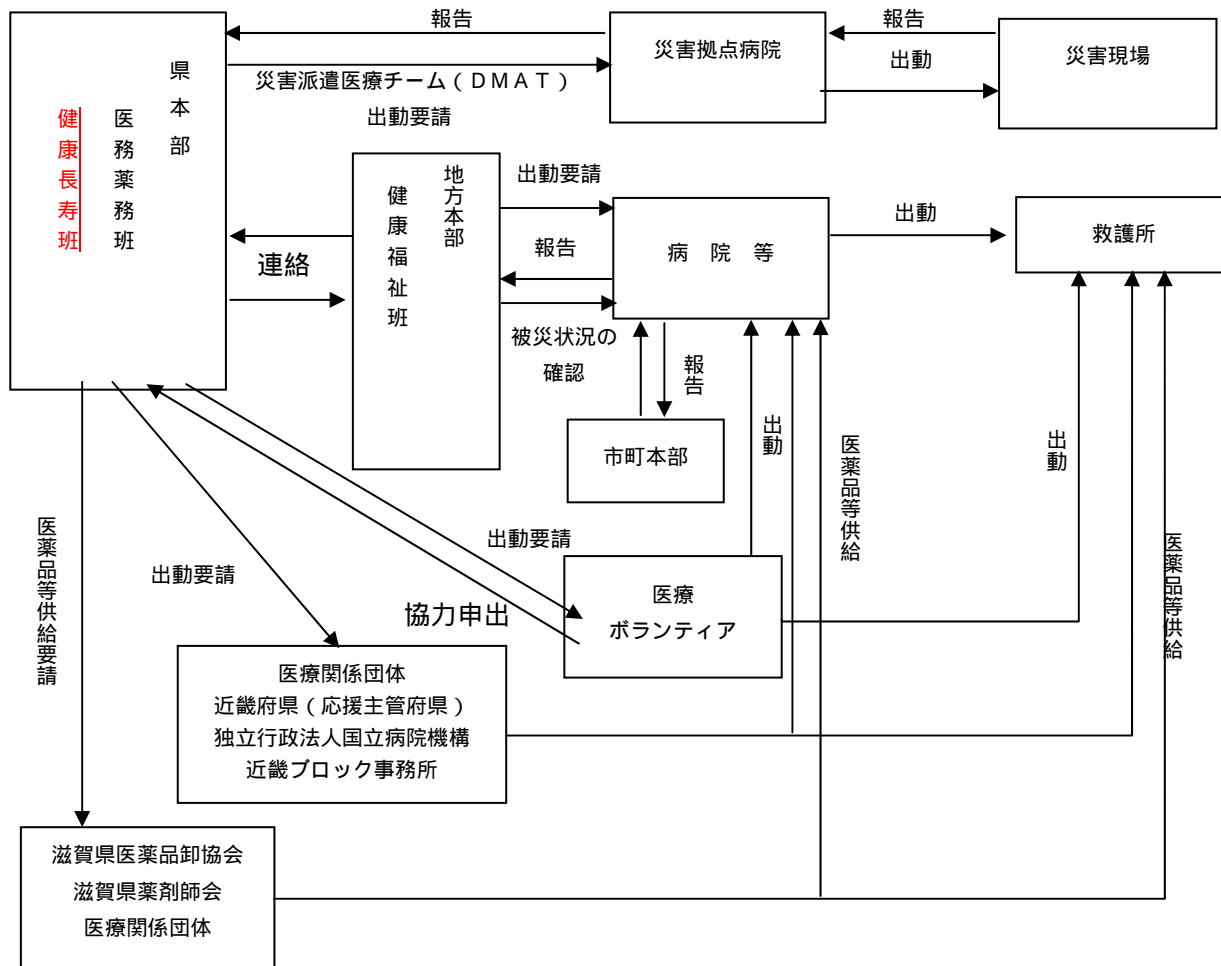 報告
報告
災害拠点病院
災害現場
出動
災害派遣医療チーム（ＤＭＡＴ）
出動要請
県本部
医務薬務班
健康長寿班
地方本部
健康福祉班
連絡
出動要請
報告
被災状況の
確認
病　院　等
出動
救護所
報告
市町本部
出動
医薬品等供給
出動
医薬品等供給
医薬品等供給要請
出動要請
出動要請
協力申出
医療
ボランティア
医療関係団体
近畿府県（応援主管府県）
独立行政法人国立病院機構
近畿ブロック事務所
滋賀県医薬品卸協会
滋賀県薬剤師会
医療関係団体